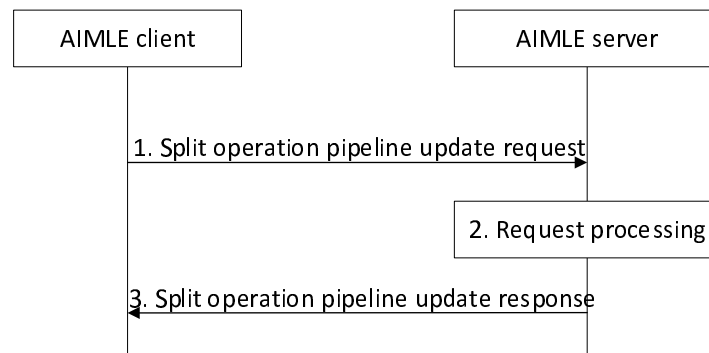 AIMLE client
AIMLE server
1. Split operation pipeline update request
2. Request processing
3. Split operation pipeline update response